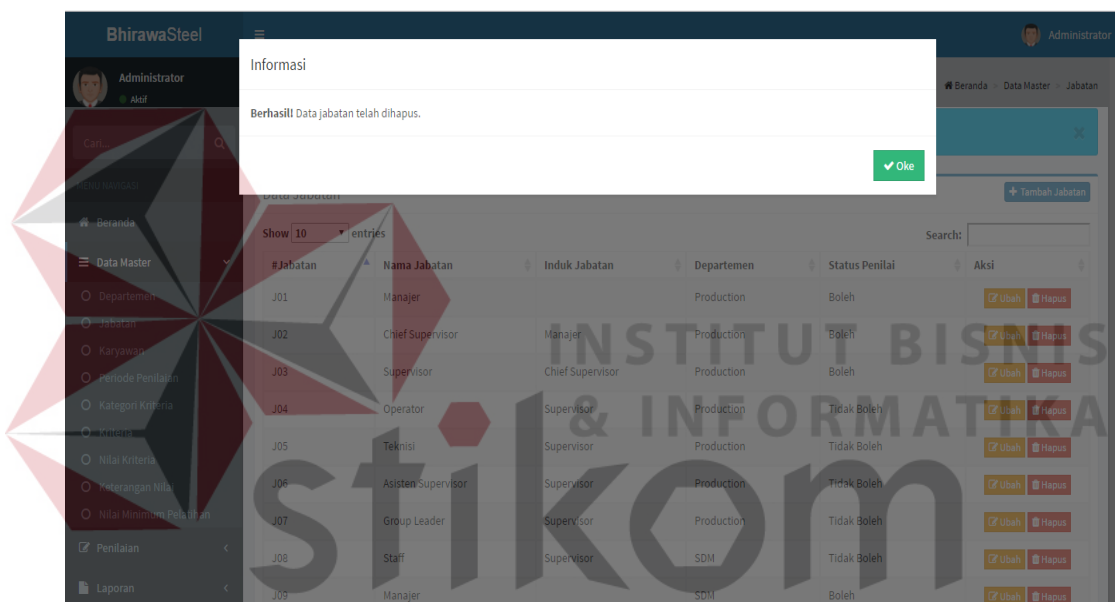 BhirawaSteel
Administrator
Administrator
Aktif
Beranda > Data Master > Jabatan
Informasi
Berhasil! Data jabatan telah dihapus.
Oke
×
Cari...
MENU NAVIGASI
Beranda
Data Master
Departemen
Jabatan
Karyawan
Periode Penilaian
Kategori Kriteria
Kriteria
Nilai Kriteria
Keterangan Nilai
Nilai Minimum Pelatihan
Penilaian
Laporan
Data Jabatan
+ Tambah Jabatan
Show 10 entries
Search:
#Jabatan Nama Jabatan Induk Jabatan Departemen Status Penilai Aksi
J01 Manajer Production Boleh Ubah Hapus
J02 Chief Supervisor Manajer Production Boleh Ubah Hapus
J03 Supervisor Chief Supervisor Production Boleh Ubah Hapus
J04 Operator Supervisor Production Tidak Boleh Ubah Hapus
J05 Teknisi Supervisor Production Tidak Boleh Ubah Hapus
J06 Asisten Supervisor Supervisor Production Tidak Boleh Ubah Hapus
J07 Group Leader Supervisor Production Tidak Boleh Ubah Hapus
J08 Staff Supervisor SDM Tidak Boleh Ubah Hapus
J09 Manajer SDM Boleh Ubah Hapus
INSTITUT BISNIS
& INFORMATIKA
stikom